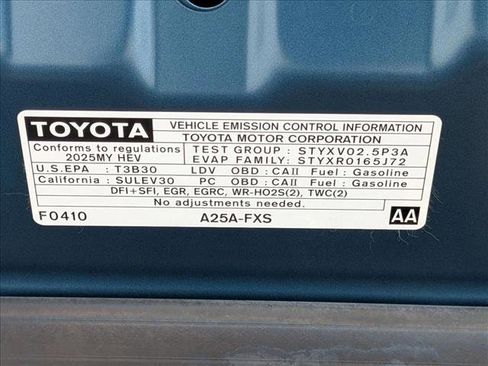 TOYOTA VEHICLE EMISSION CONTROL INFORMATION
TOYOTA MOTOR CORPORATION
Conforms to regulations TEST GROUP : STYXV02.5P3A
2025MY HEV EVAP FAMILY: STYXR0165J72
U.S.EPA : T3B30 LDV OBD : CAII Fuel : Gasoline
California : SULEV30 PC OBD : CAII Fuel : Gasoline
DFI+SFI, EGR, EGRC, WR-HO2S(2), TWC(2)
No adjustments needed
F0410 A25A-FXS AA